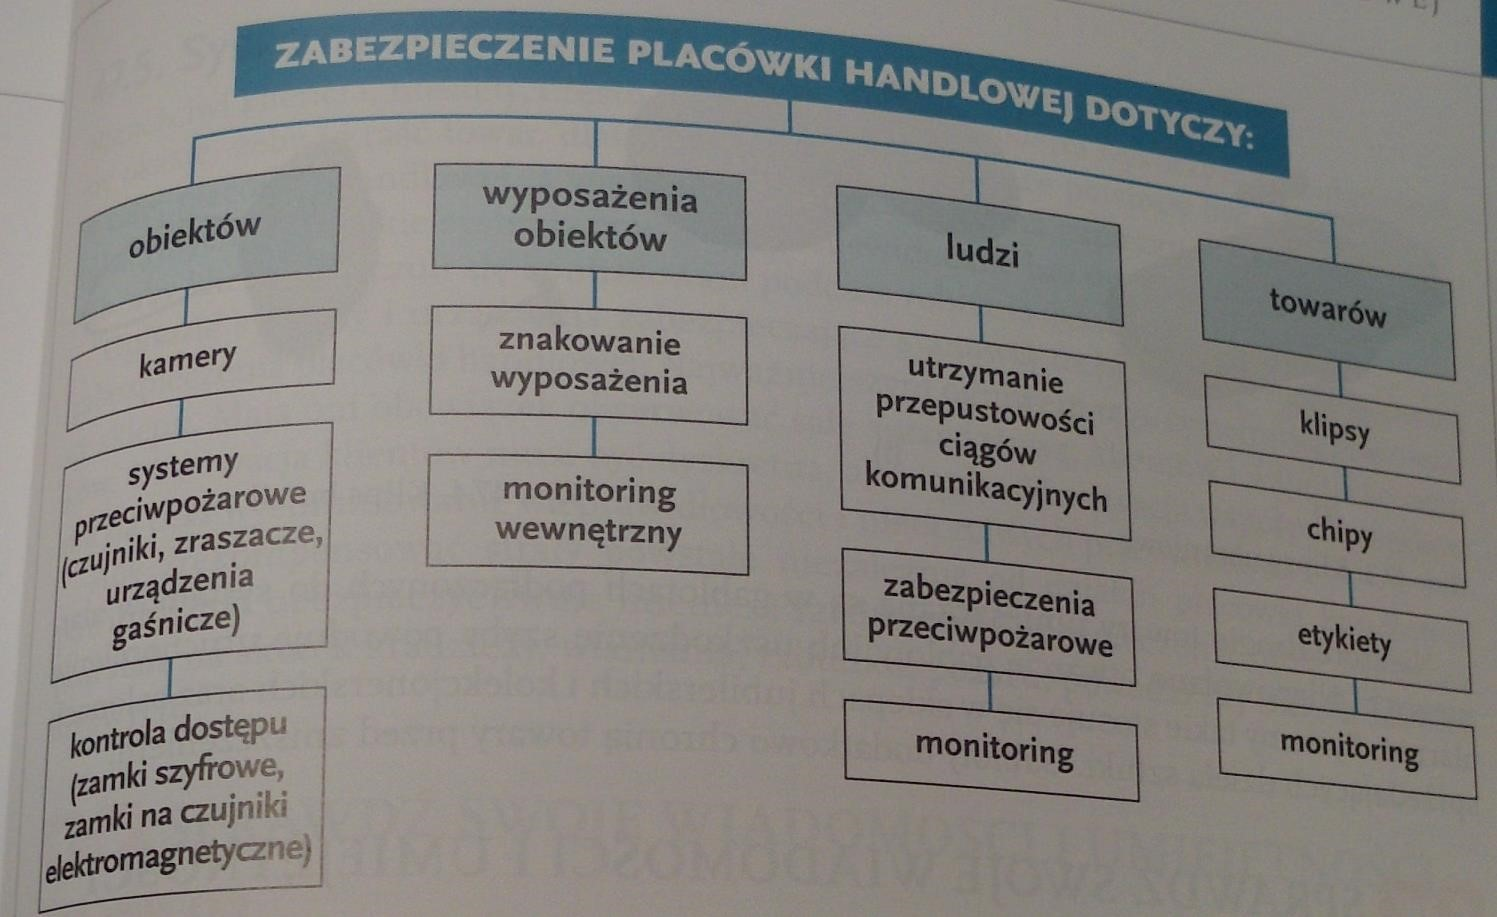 ZABEZPIECZENIE PLACÓWKI HANDLOWEJ DOTYCZY:
obiektów
kamery
systemy
przeciwpożarowe
(czujniki, zraszacze,
urządzenia
gaśnicze)
kontrola dostępu
(zamki szyfrowe,
zamki na czujniki
elektromagnetyczne)
wyposażenia
obiektów
znakowanie
wyposażenia
monitoring
wewnętrzny
ludzi
utrzymanie
przepustowości
ciągów
komunikacyjnych
zabezpieczenia
przeciwpożarowe
monitoring
towarów
klipsy
chipy
etykiety
monitoring